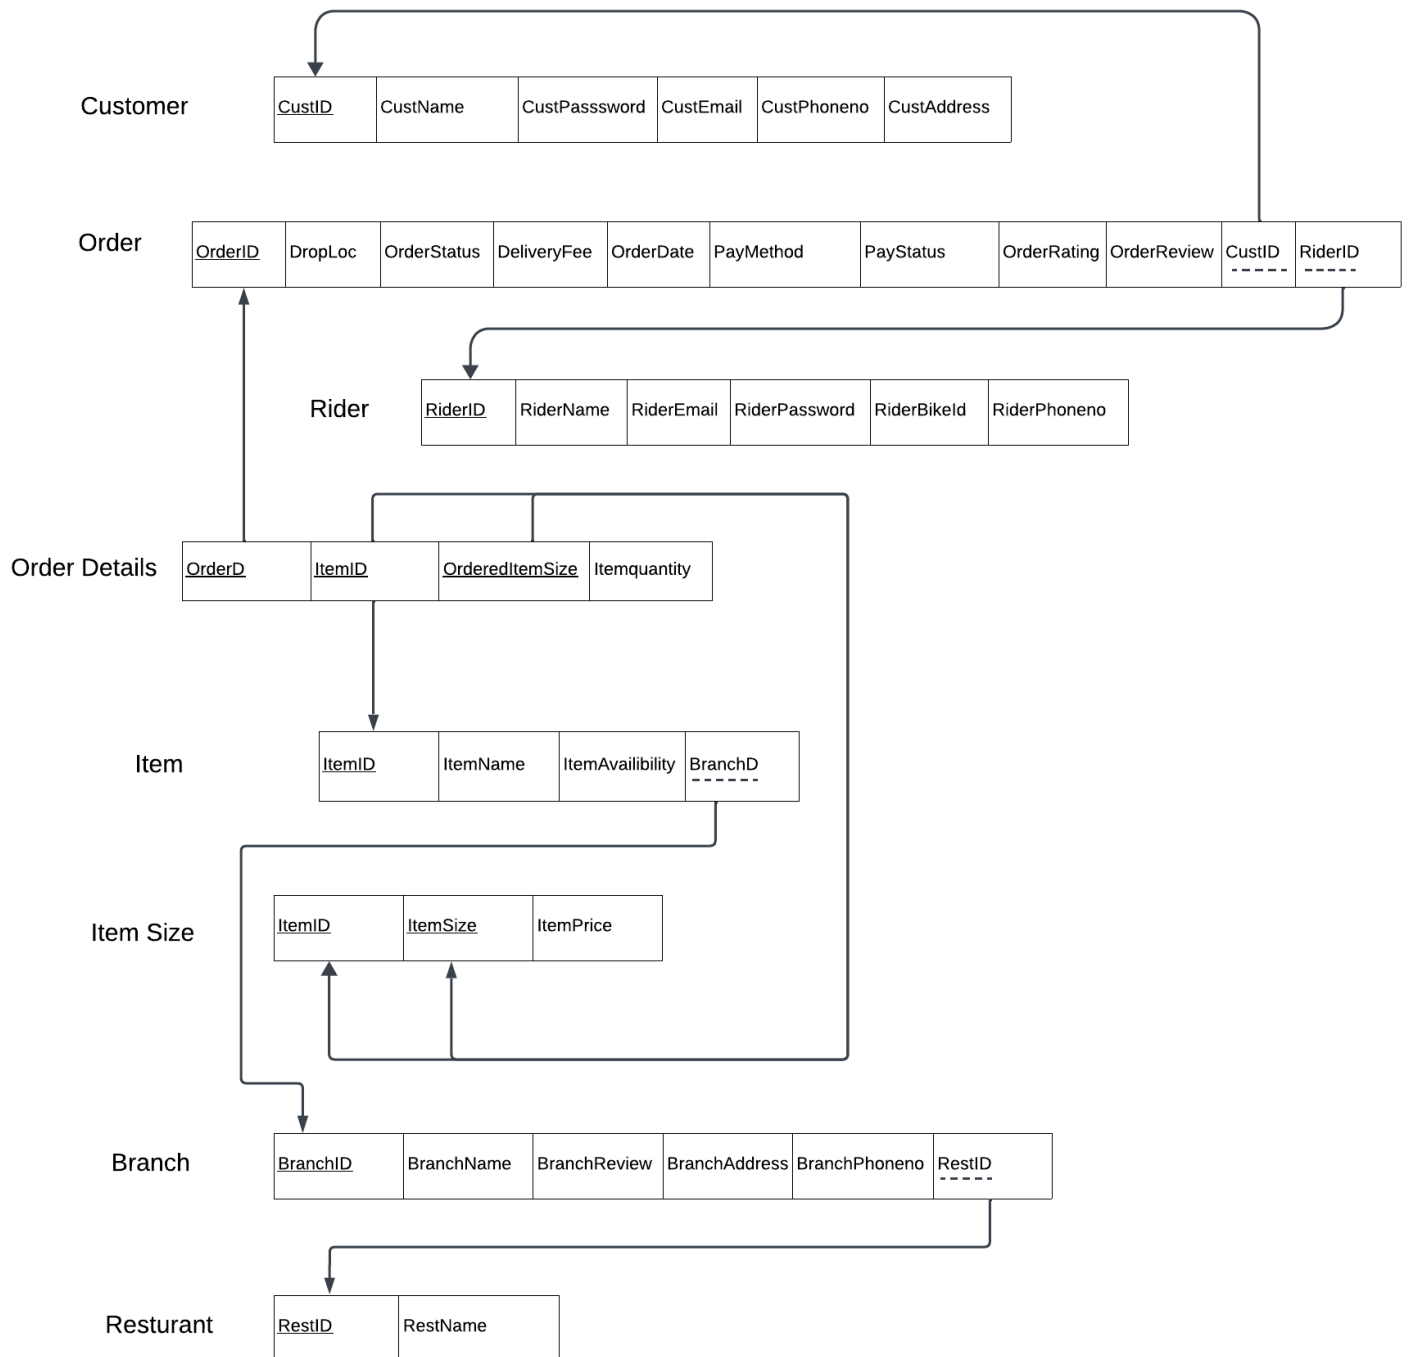 Customer
CustID CustName CustPasssword CustEmail CustPhoneno CustAddress
Order
OrderID DropLoc OrderStatus DeliveryFee OrderDate PayMethod PayStatus OrderRating OrderReview CustID RiderID
Rider
RiderID RiderName RiderEmail RiderPassword RiderBikeId RiderPhoneno
Order Details
OrderD ItemID OrderedItemSize Itemquantity
Item
ItemID ItemName ItemAvailibility BranchD
Item Size
ItemID ItemSize ItemPrice
Branch
BranchID BranchName BranchReview BranchAddress BranchPhoneno RestID
Resturant
RestID RestName